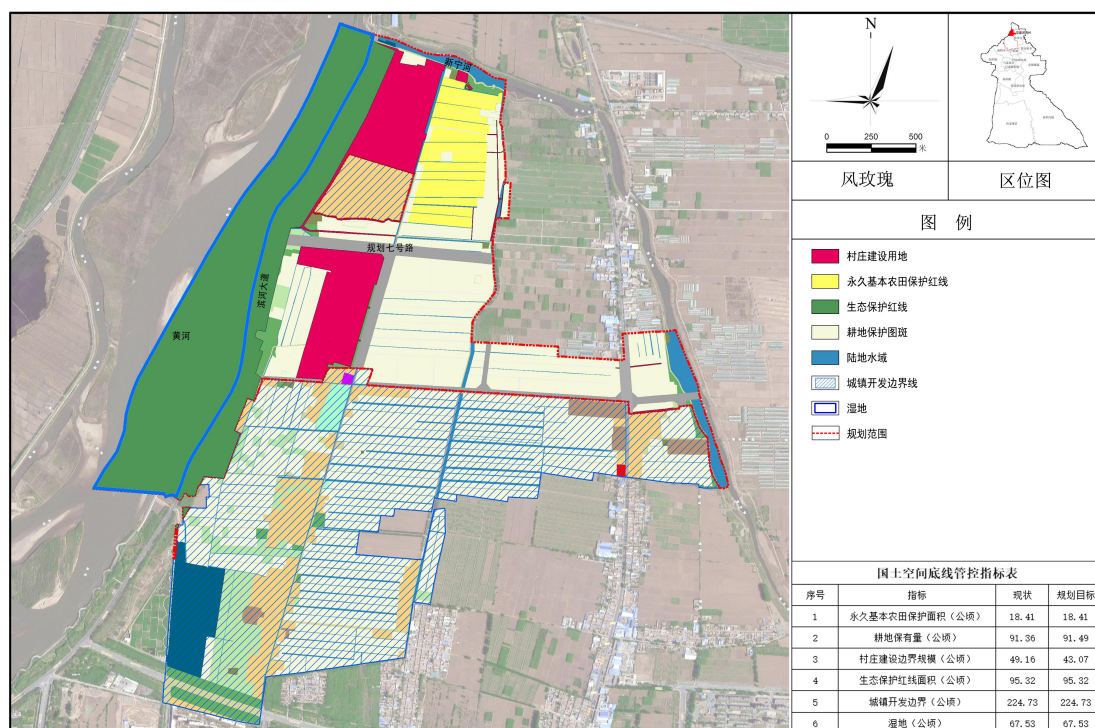 新宁河
规划七号路
滨河大道
黄河
N
0 250 500
米
风玫瑰
区位图
图 例
村庄建设用地
永久基本农田保护红线
生态保护红线
耕地保护图斑
陆地水域
城镇开发边界线
湿地
规划范围
国土空间底线管控指标表
序号 指标 现状 规划目标
1 永久基本农田保护面积（公顷） 18.41 18.41
2 耕地保有量（公顷） 91.36 91.49
3 村庄建设边界规模（公顷） 49.16 43.07
4 生态保护红线面积（公顷） 95.32 95.32
5 城镇开发边界（公顷） 224.73 224.73
6 湿地（公顷） 67.53 67.53